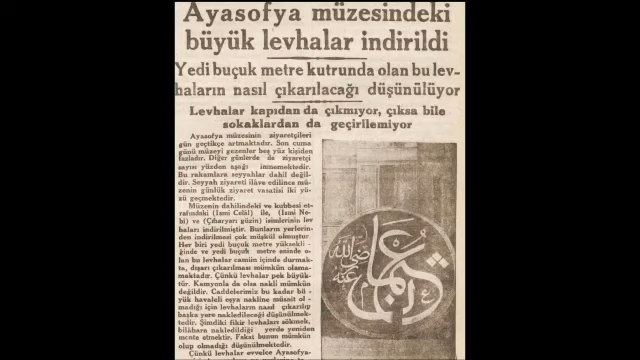 Ayasofya müzesindeki
büyük levhalar indirildi
Yedi buçuk metre kutrunda olan bu lev-
haların nasıl çıkarılacağı düşünülüyor
Levhalar kapıdan da çıkmıyor, çıksa bile
sokaklardan da geçirilemiyor
Ayasofya müzesinin ziyaretçileri
gün geçtikçe artmaktadır. Son cuma
günü müzeyi gezenler beş yüz kişiden
fazladır. Diğer günlerde de ziyaretçi
sayısı yüzden aşağı inmemektedir.
Bu rakamlara seyyahlar dahil değil-
dir. Seyyah ziyareti ilâve edilince mü-
zenin günlük ziyaret vasatisi iki yü-
zü geçmektedir.
Müzenin dahilindeki ve kubbesi et-
rafındaki (İsmi Celâl) ile, (İsmi Ne-
bi) ve (Çiharyarı güzin) isimlerinin lev
haları indirilmiştir. Bunların yerlerin-
den indirilmesi çok müşkül olmuştur.
Her biri yedi buçuk metre yüksekli -
ğinde ve yedi buçuk metre eninde o-
lan bu levhalar camiin içinde durmak-
ta, dışarı çıkarılması mümkün olama-
maktadır. Çünkü levhalar pek büyük-
tür. Kamyonla da olsa nakli mümkün
değildir. Caddelerimiz bu kadar bü -
yük havaleli eşya nakline müsait ol -
madığı için levhaların nasıl çıkarılıp
başka yere nakledileceği düşünülmek-
tedir. Şimdiki fikir levhaları sökmek,
bilâhara nakledildiği yerde yeniden
monte etmektir. Fakat bunun mümkün
olup olmadığı düşünülmektedir.
Çünkü levhalar evvelce Ayasofya-
عثمان
رضي الله
عنه